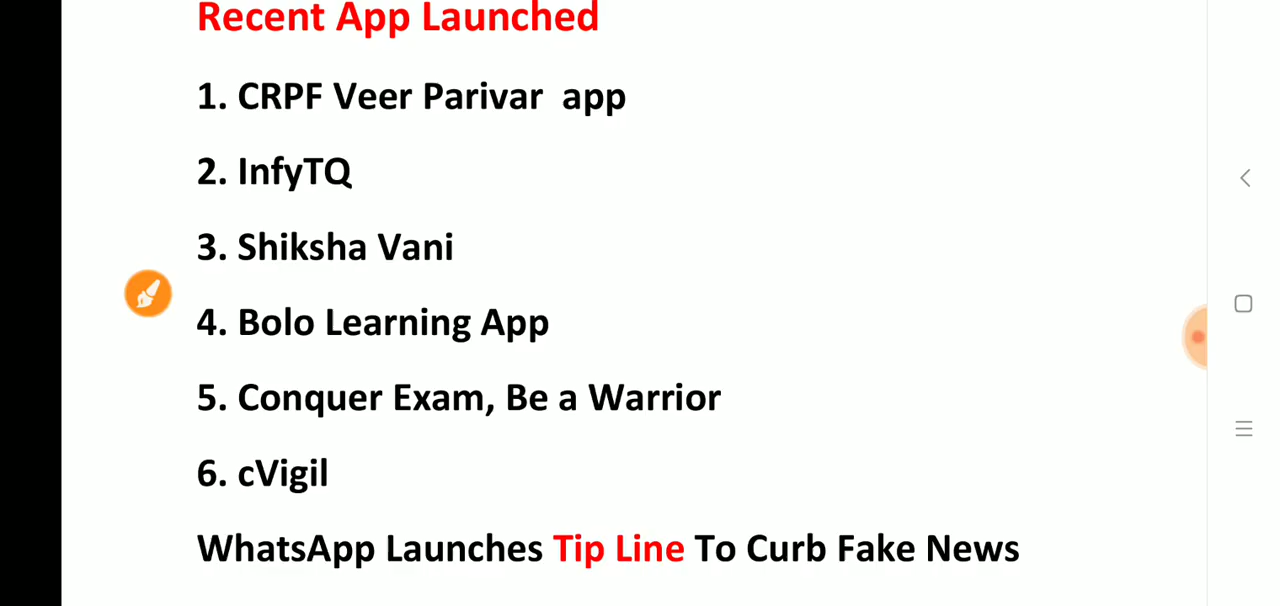 Recent App Launched
1. CRPF Veer Parivar app
2. InfyTQ
3. Shiksha Vani
4. Bolo Learning App
5. Conquer Exam, Be a Warrior
6. cVigil
WhatsApp Launches Tip Line To Curb Fake News